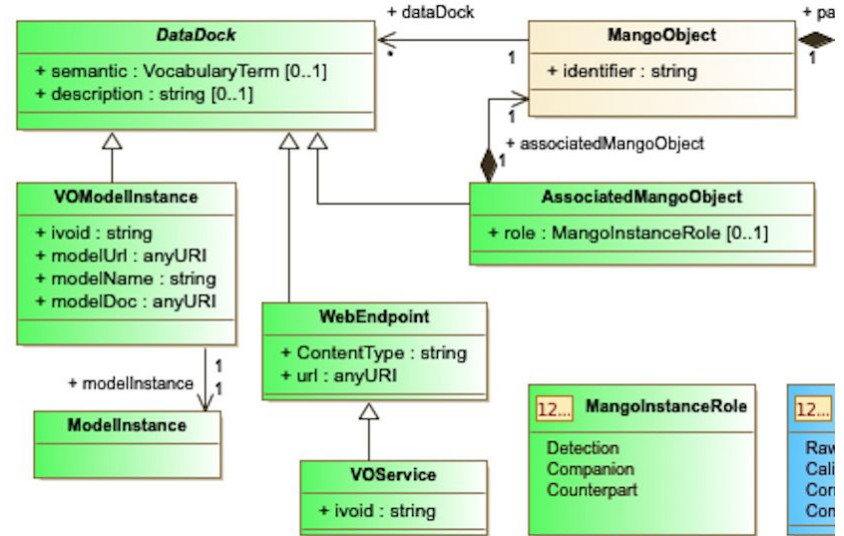 DataDock
+ semantic : VocabularyTerm [0..1]
+ description : string [0..1]
+ dataDock
*
1
MangoObject
+ identifier : string
+ pa
1
1
+ associatedMangoObject
1
VOModelInstance
+ ivoid : string
+ modelUrl : anyURI
+ modelName : string
+ modelDoc : anyURI
AssociatedMangoObject
+ role : MangoInstanceRole [0..1]
1
+ modelInstance
1
ModelInstance
WebEndpoint
+ ContentType : string
+ url : anyURI
VOService
+ ivoid : string
12...
MangoInstanceRole
Detection
Companion
Counterpart
12...
Raw
Cali
Cor